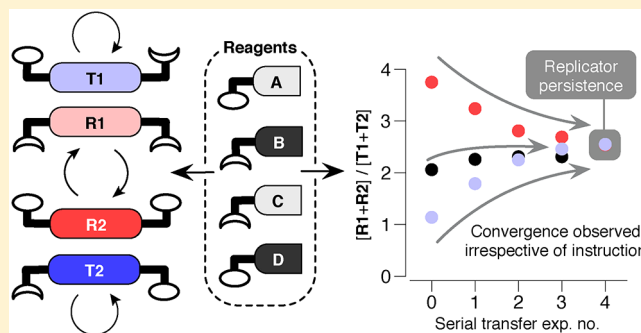 T1
R1
R2
T2
Reagents
A
B
C
D
[R1+R2] / [T1+T2]
4
3
2
1
0
Replicator
persistence
Convergence observed
irrespective of instruction
0 1 2 3 4
Serial transfer exp. no.